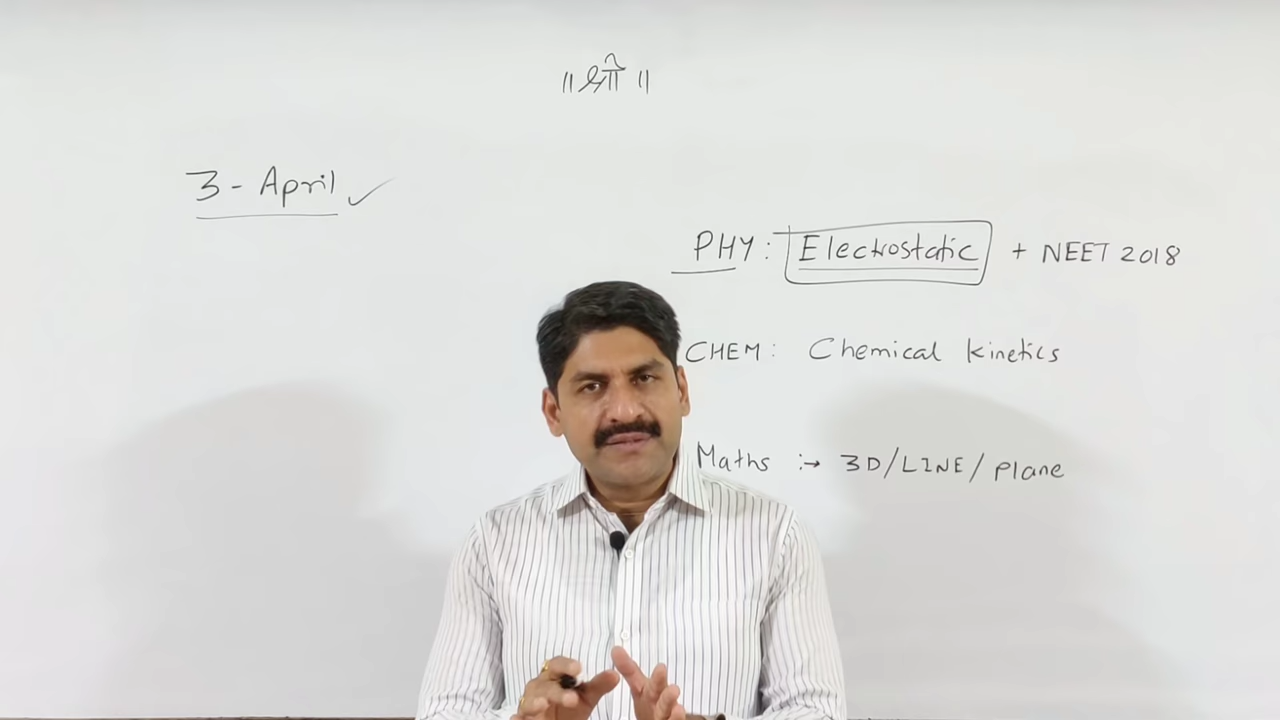 ॥ श्री ॥
3 - April ✓
PHY : Electrostatic + NEET 2018
CHEM : Chemical kinetics
Maths :→ 3D/LINE/plane